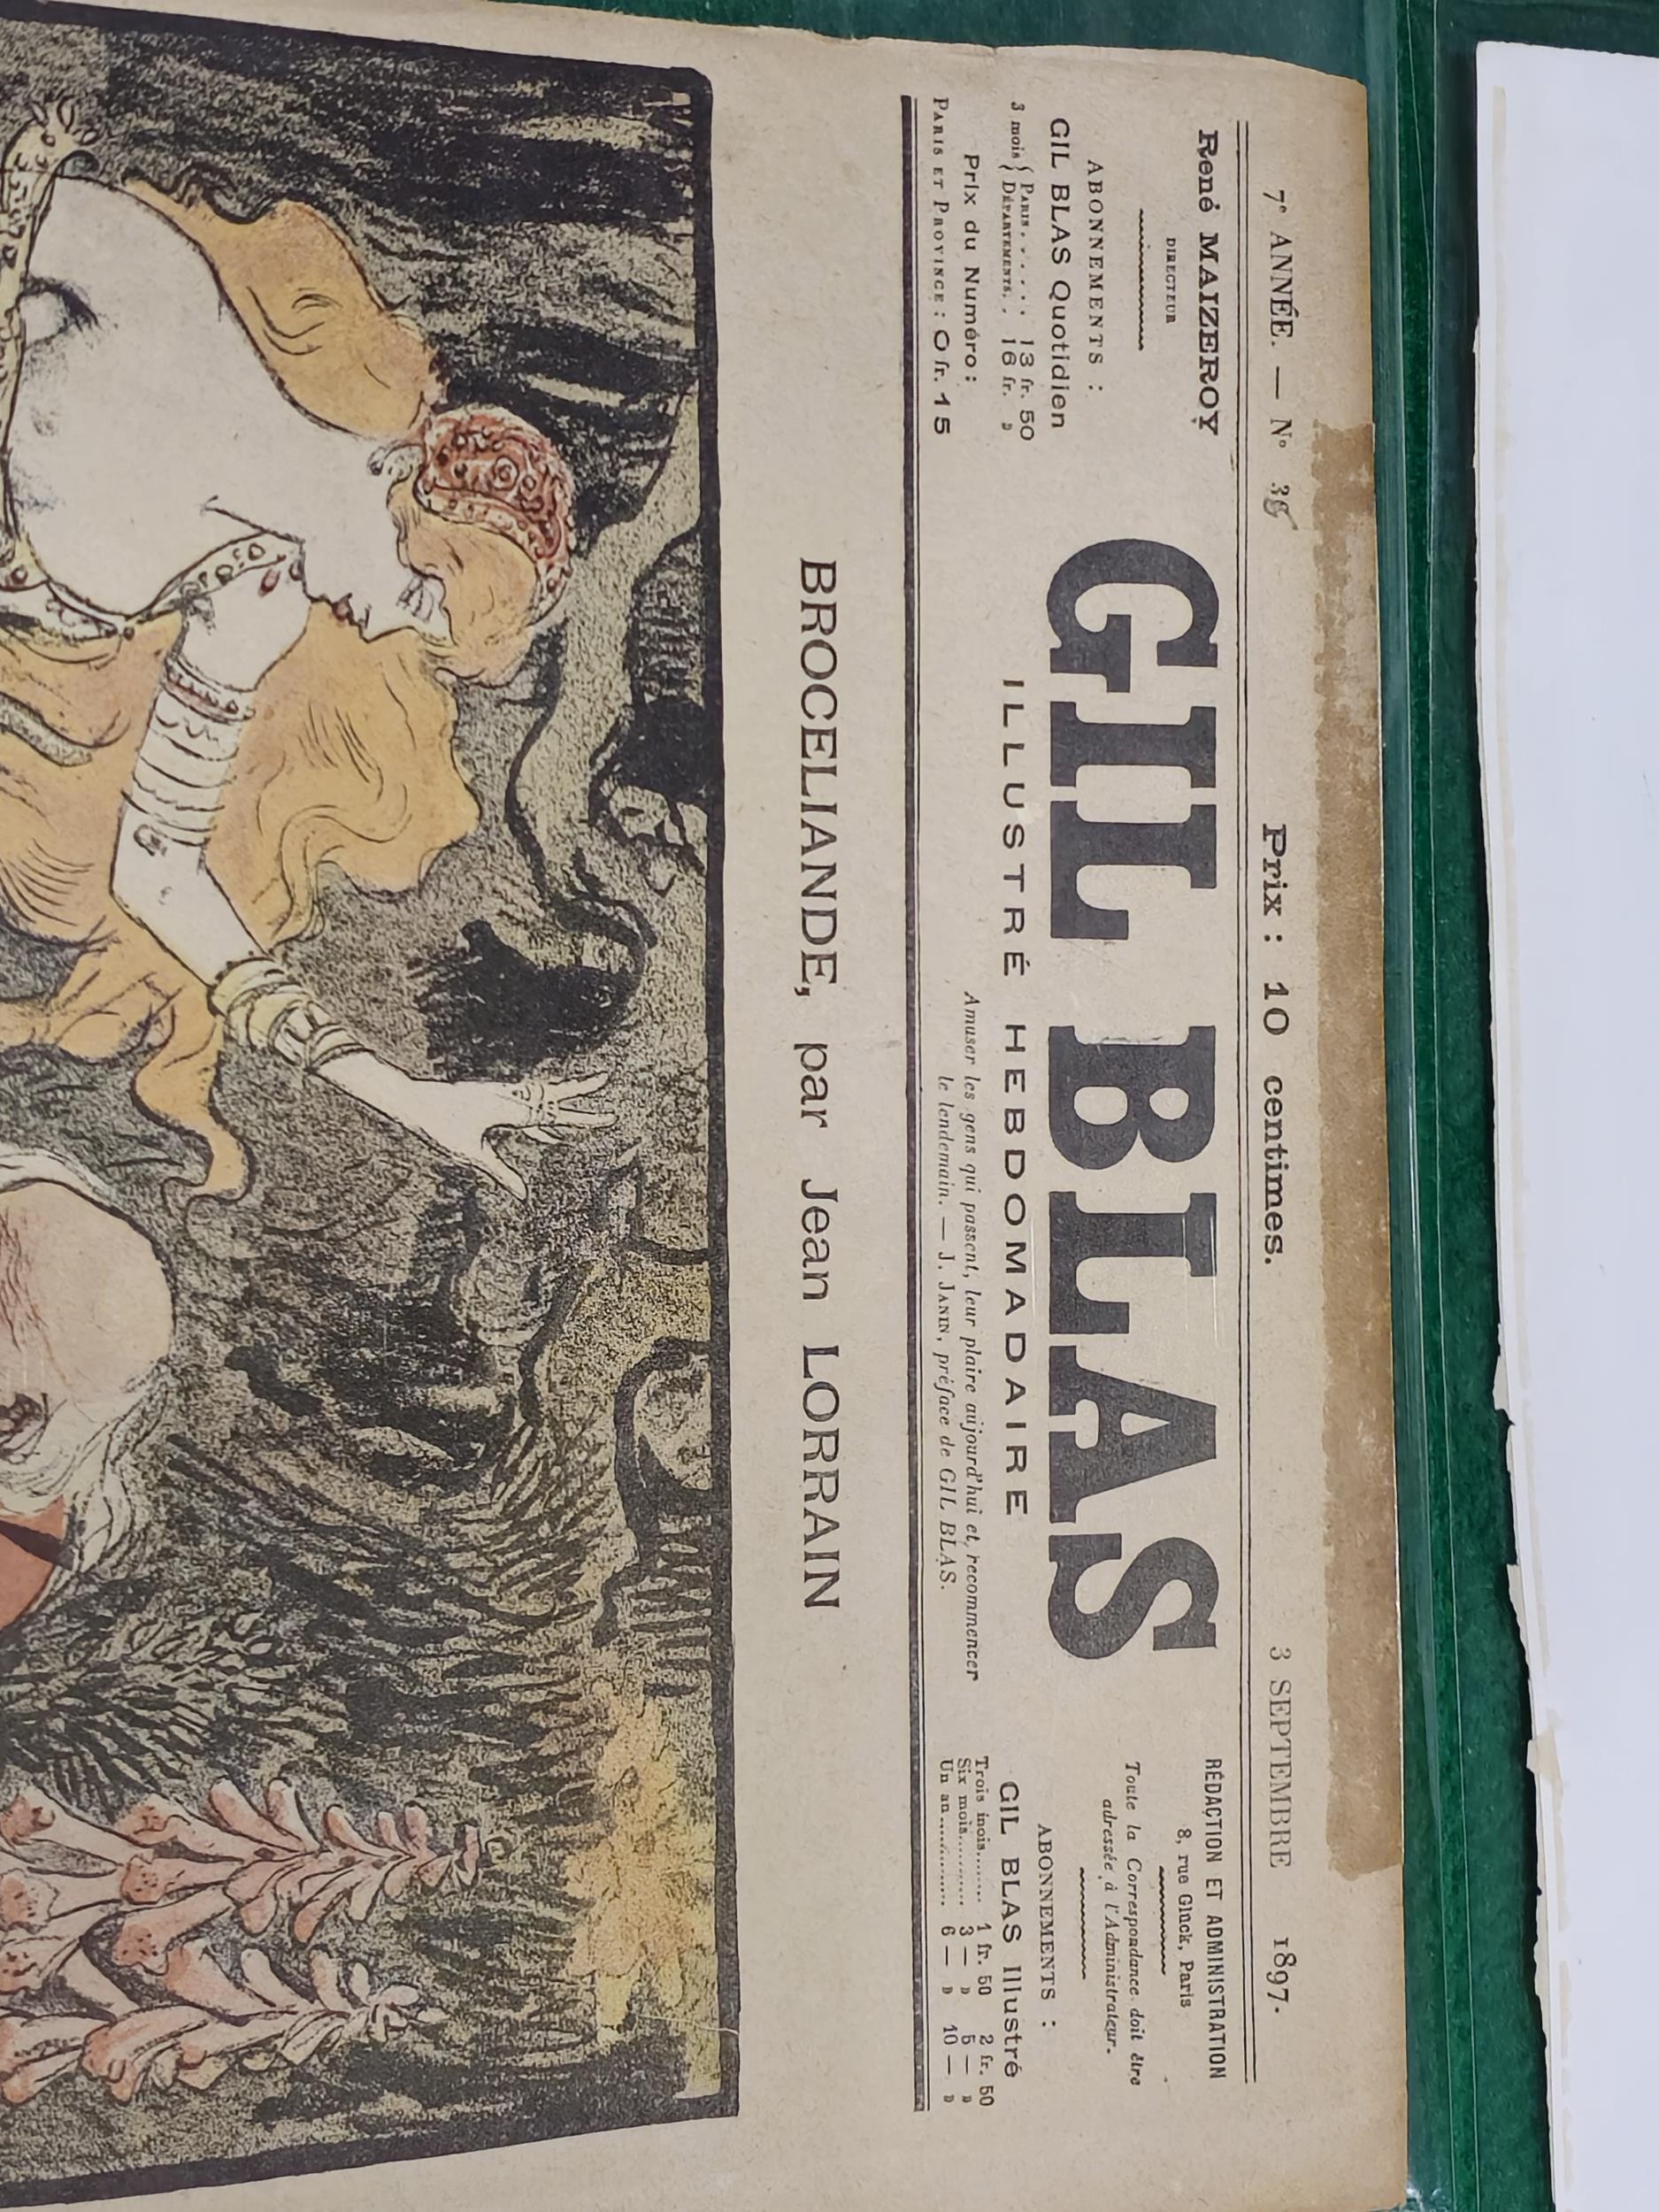 7e ANNÉE. — No
Prix : 10 centimes.
3 SEPTEMBRE 1897.
René MAIZEROY
DIRECTEUR
ABONNEMENTS :
GIL BLAS Quotidien
3 mois { PARIS. . . . . . 13 fr. 50
DÉPARTEMENTS. . 16 fr. »
Prix du Numéro :
PARIS ET PROVINCE : 0 fr. 15
GIL BLAS
ILLUSTRÉ HEBDOMADAIRE
Amuser les gens qui passent, leur plaire aujourd'hui et recommencer
le lendemain. — J. JANIN, préface de GIL BLAS.
RÉDACTION ET ADMINISTRATION
8, rue Gluck, Paris
Toute la Correspondance doit être
adressée à l'Administrateur.
ABONNEMENTS :
GIL BLAS Illustré
Trois mois......... 1 fr. 50 2 fr. 50
Six mois........... 3 — » 5 — »
Un an.............. 6 — » 10 — »
BROCELIANDE, par Jean LORRAIN